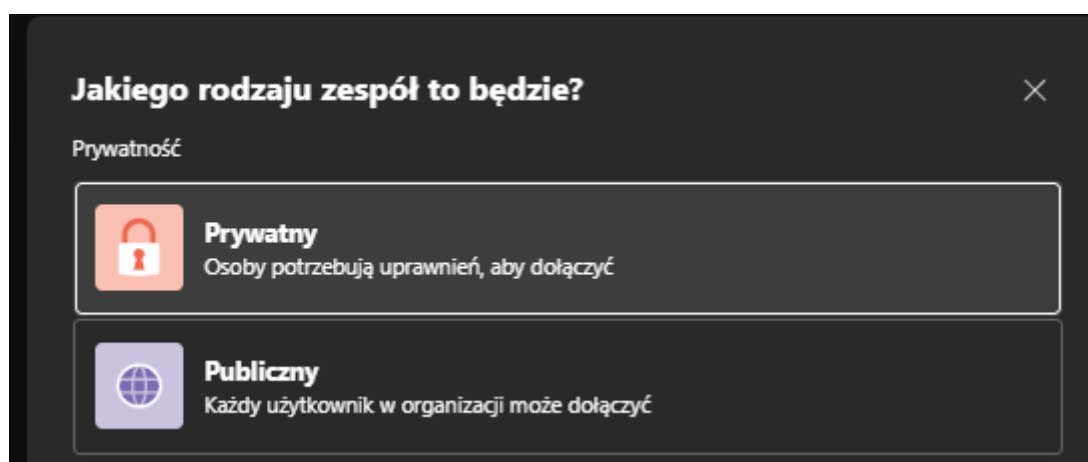 Jakiego rodzaju zespół to będzie?
Prywatność
Prywatny
Osoby potrzebują uprawnień, aby dołączyć
Publiczny
Każdy użytkownik w organizacji może dołączyć